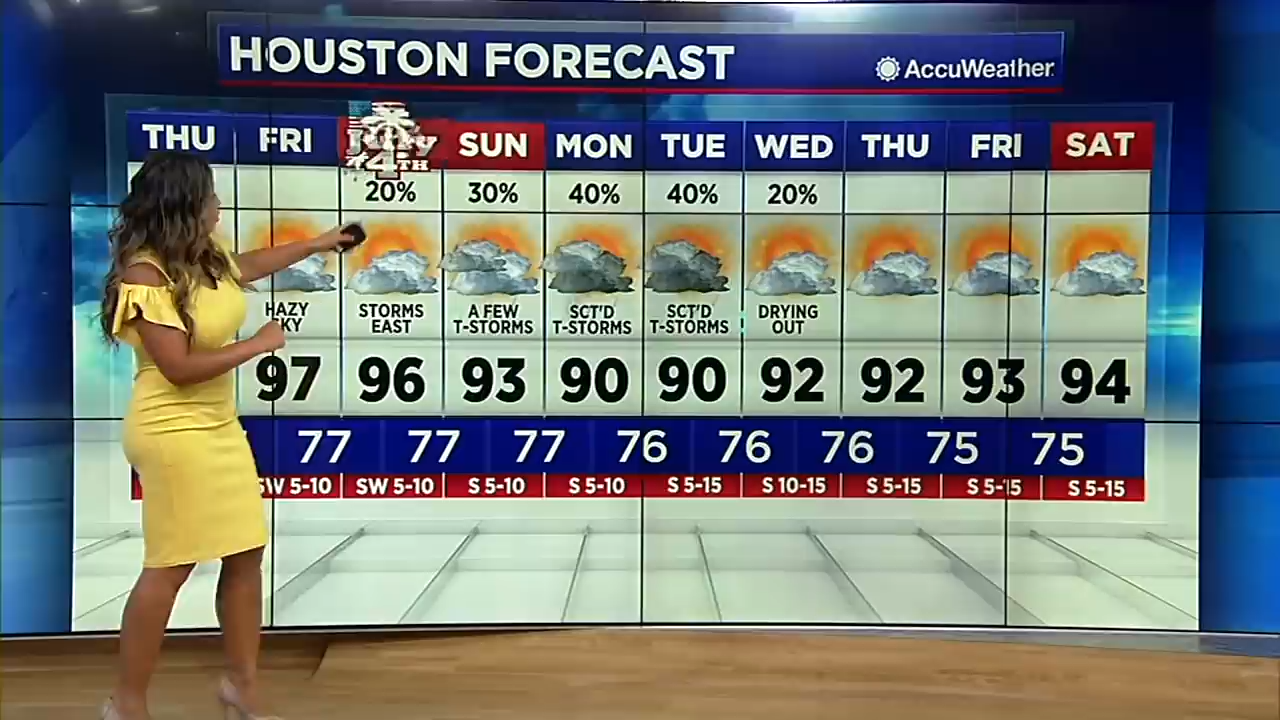 HOUSTON FORECAST
AccuWeather
THU FRI July 4TH SUN MON TUE WED THU FRI SAT
20% 30% 40% 40% 20%
HAZY STORMS A FEW SCT'D SCT'D DRYING
EAST T-STORMS T-STORMS T-STORMS OUT
97 96 93 90 90 92 92 93 94
77 77 77 76 76 76 75 75
SW 5-10 SW 5-10 S 5-10 S 5-10 S 5-15 S 10-15 S 5-15 S 5-15 S 5-15